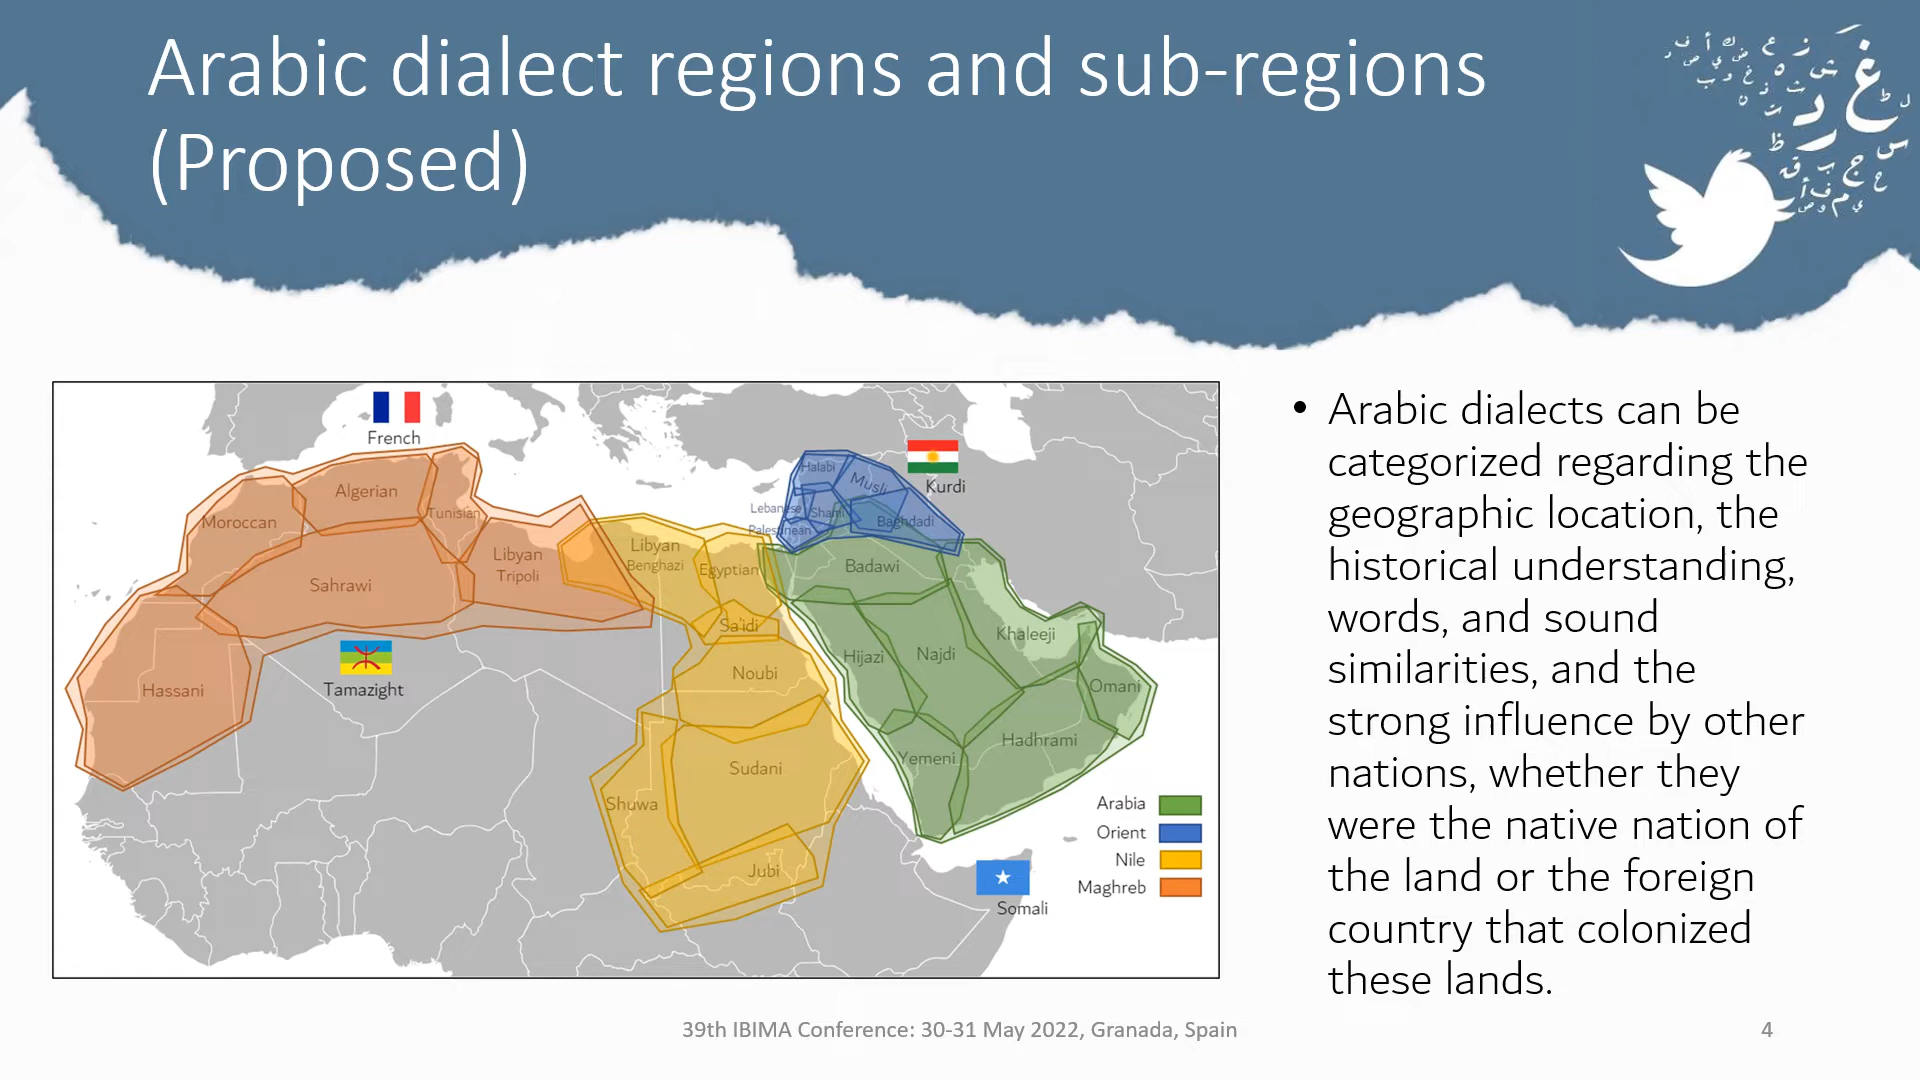 Arabic dialect regions and sub-regions
(Proposed)
French
Halabi
Musli
Kurdi
Algerian
Moroccan
Tunisian
Lebanese
Shami
Baghdadi
Palestinean
Libyan
Tripoli
Libyan
Benghazi
Egyptian
Badawi
Sahrawi
Sa'idi
Khaleeji
Hijazi
Najdi
Noubi
Hassani
Tamazight
Omani
Hadhrami
Yemeni
Sudani
Shuwa
Jubi
Somali
Arabia
Orient
Nile
Maghreb
• Arabic dialects can be
categorized regarding the
geographic location, the
historical understanding,
words, and sound
similarities, and the
strong influence by other
nations, whether they
were the native nation of
the land or the foreign
country that colonized
these lands.
39th IBIMA Conference: 30-31 May 2022, Granada, Spain
4